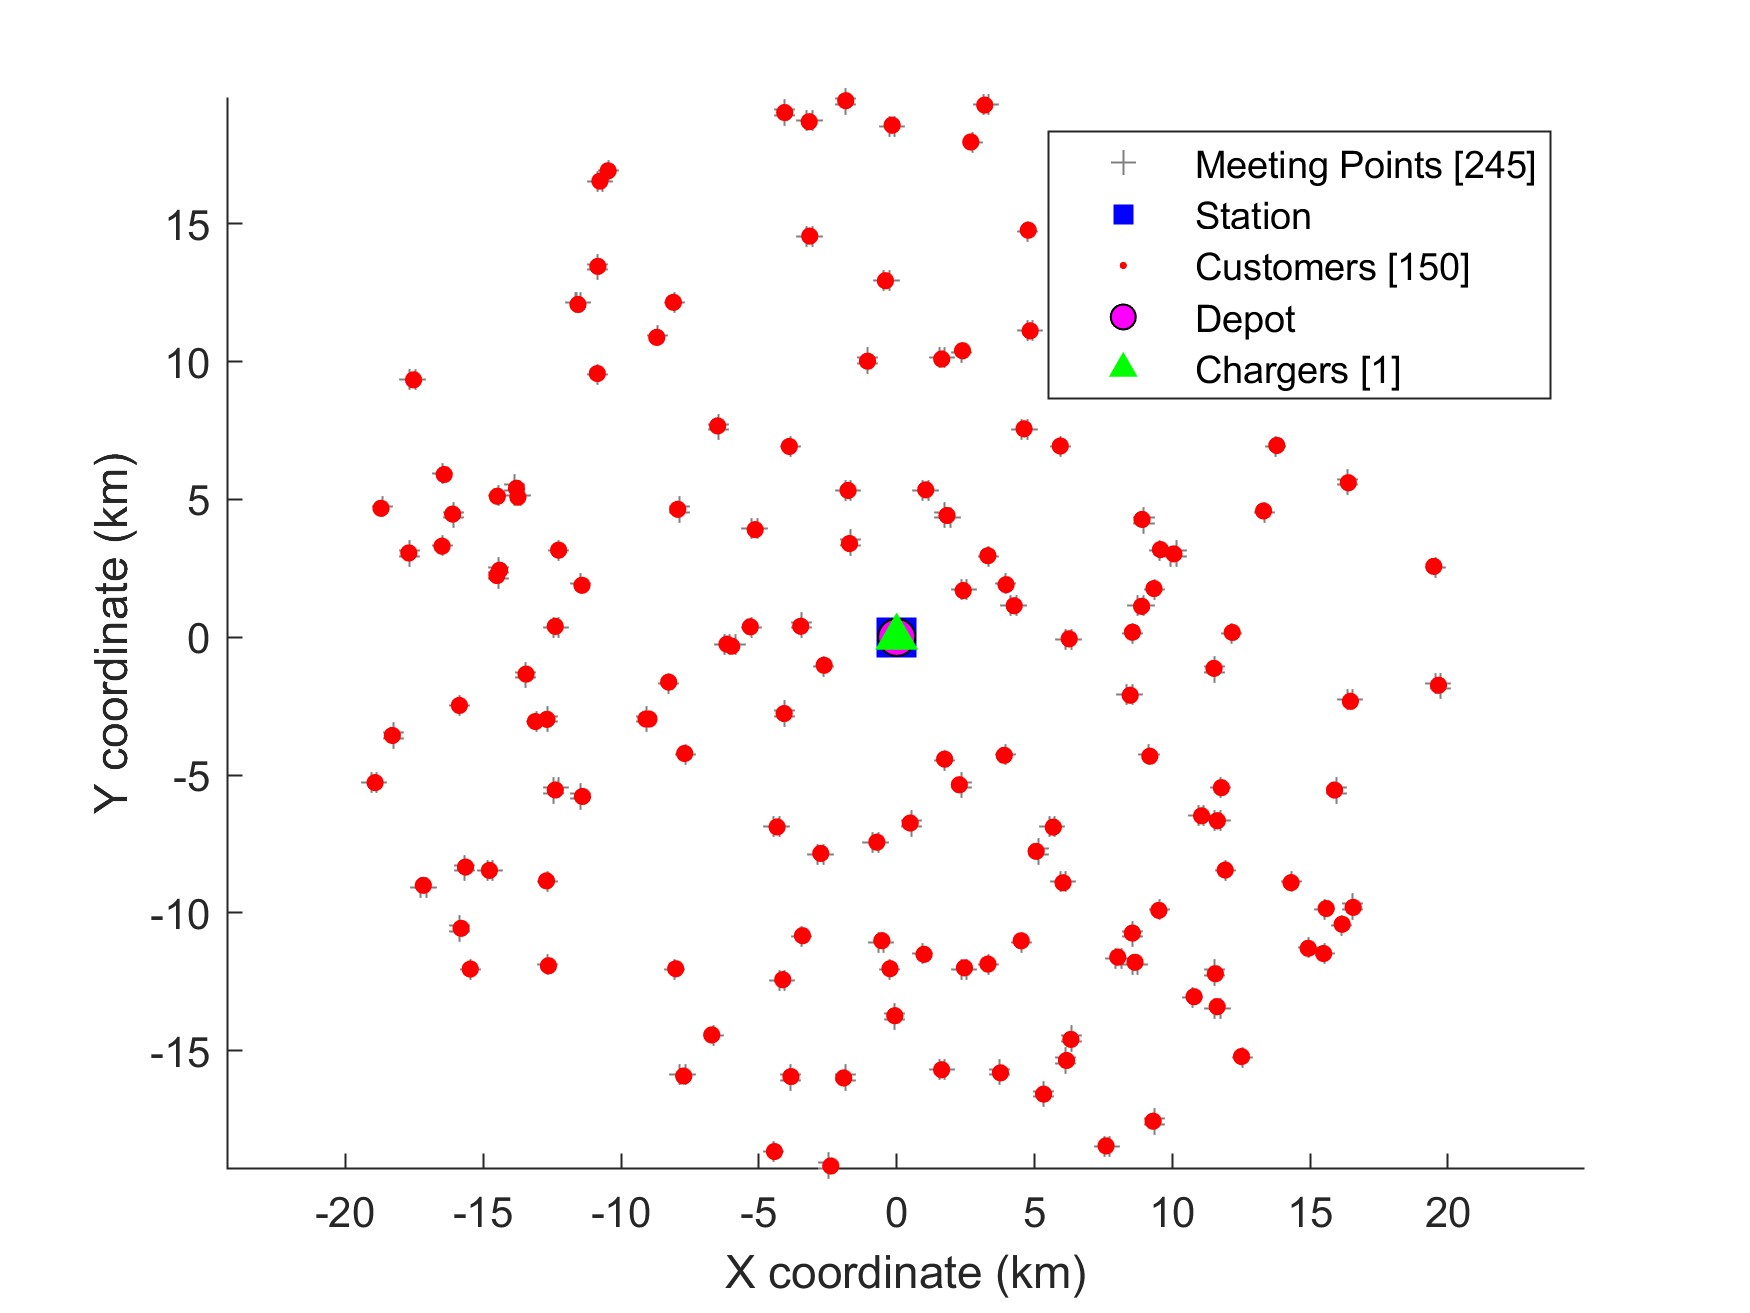 Meeting Points [245]
Station
Customers [150]
Depot
Chargers [1]
15
10
5
0
-5
-10
-15
Y coordinate (km)
-20 -15 -10 -5 0 5 10 15 20
X coordinate (km)